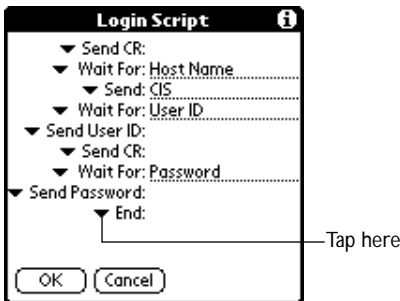 Login Script
Send CR:
Wait For: Host Name
Send: CIS
Wait For: User ID
Send User ID:
Send CR:
Wait For: Password
Send Password:
End:
Tap here
OK Cancel